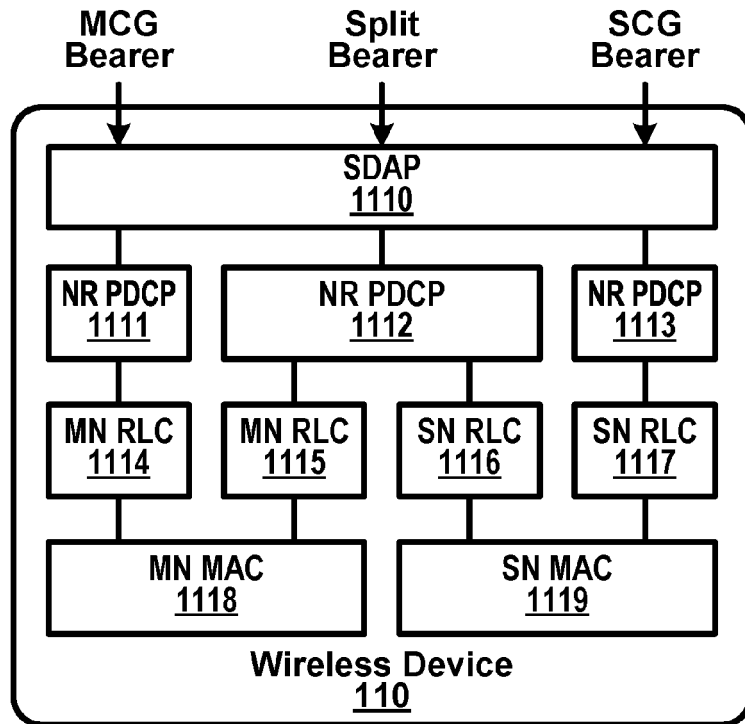 MCG Bearer
Split Bearer
SCG Bearer
SDAP
1110
NR PDCP
1111
NR PDCP
1112
NR PDCP
1113
MN RLC
1114
MN RLC
1115
SN RLC
1116
SN RLC
1117
MN MAC
1118
SN MAC
1119
Wireless Device
110